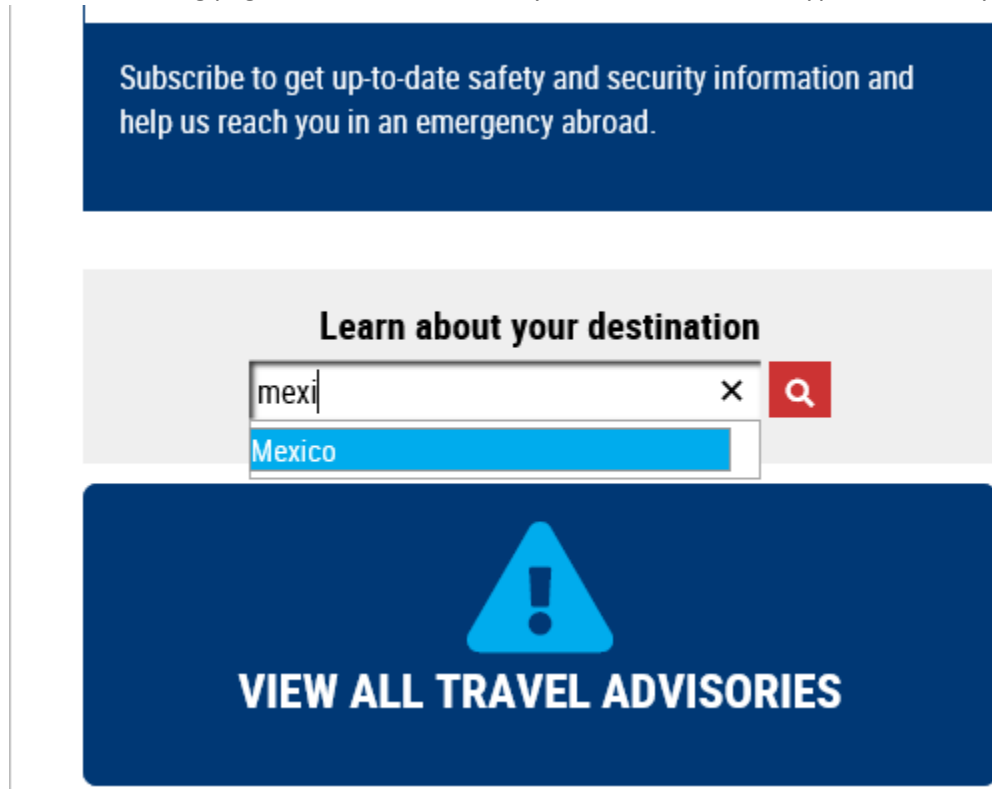 Subscribe to get up-to-date safety and security information and
help us reach you in an emergency abroad.
Learn about your destination
mexi
Mexico
VIEW ALL TRAVEL ADVISORIES